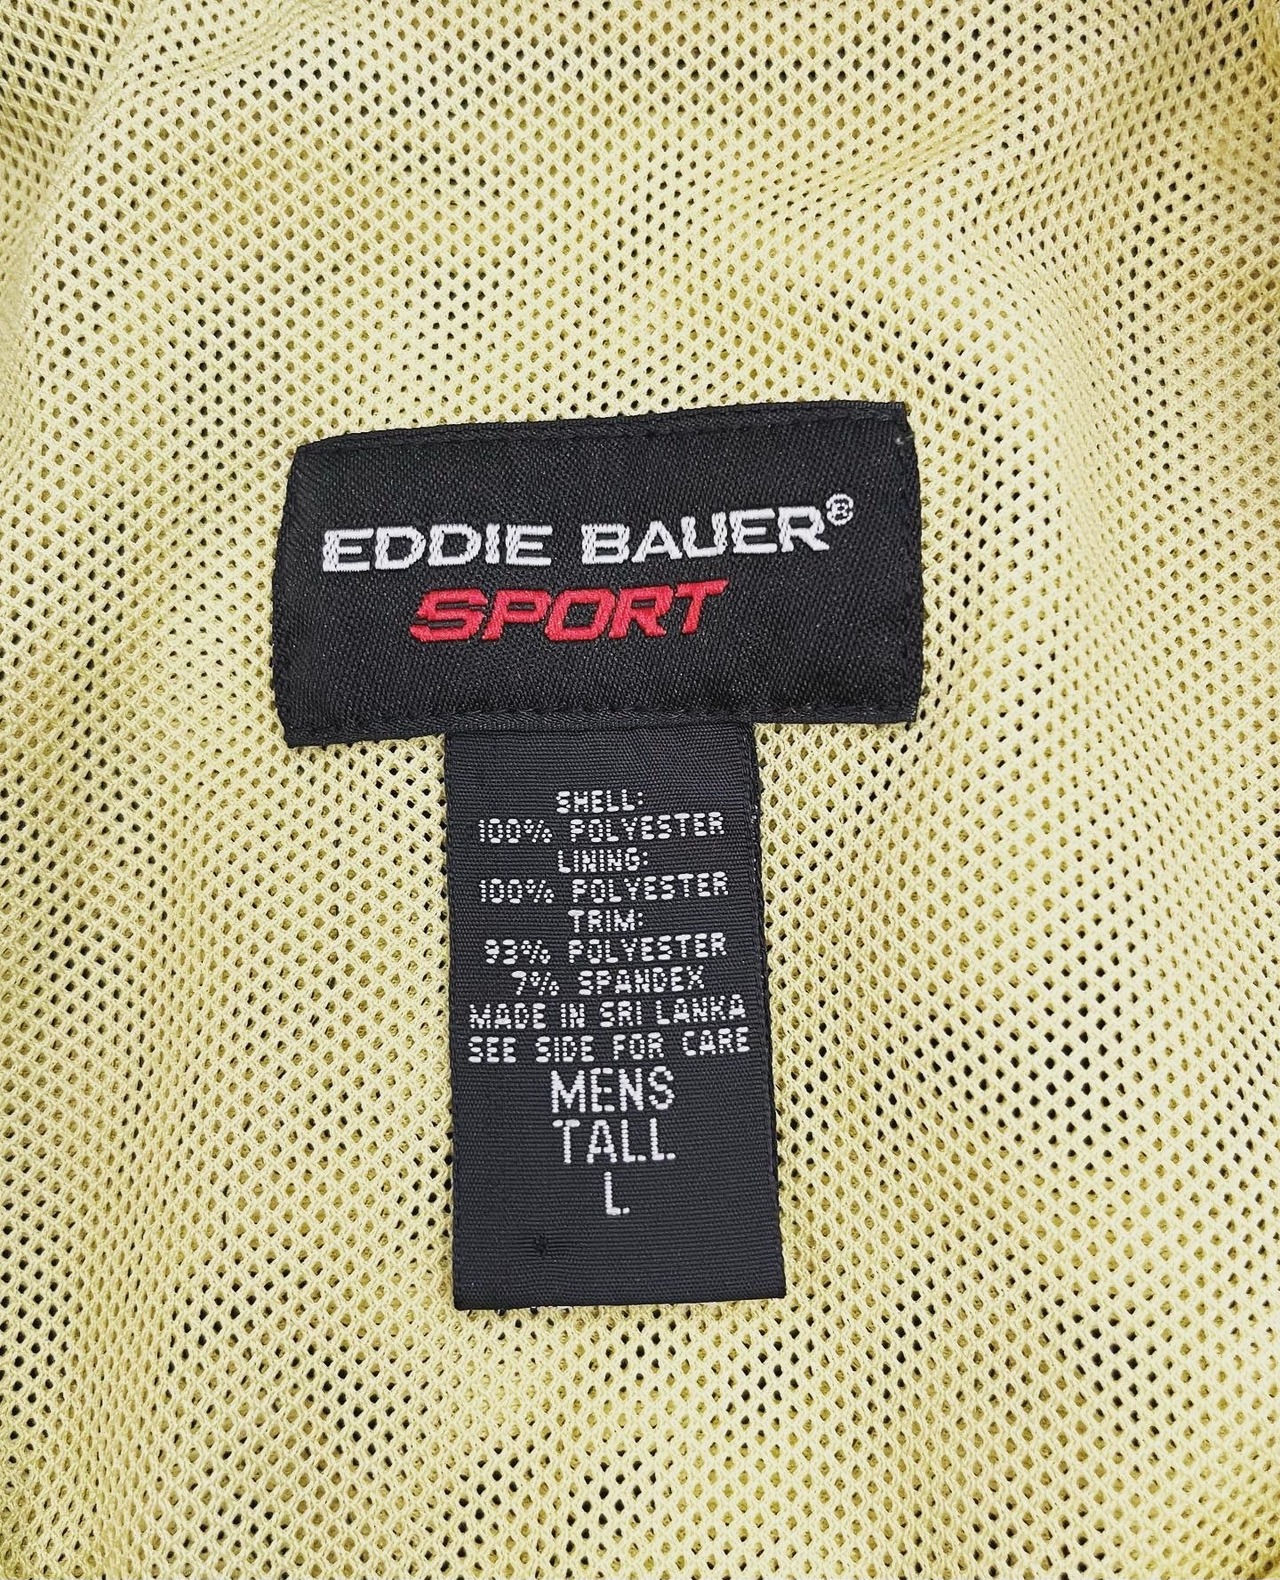 EDDIE BAUER®
SPORT
SHELL:
100% POLYESTER
LINING:
100% POLYESTER
TRIM:
93% POLYESTER
7% SPANDEX
MADE IN SRI LANKA
SEE SIDE FOR CARE
MENS
TALL
L